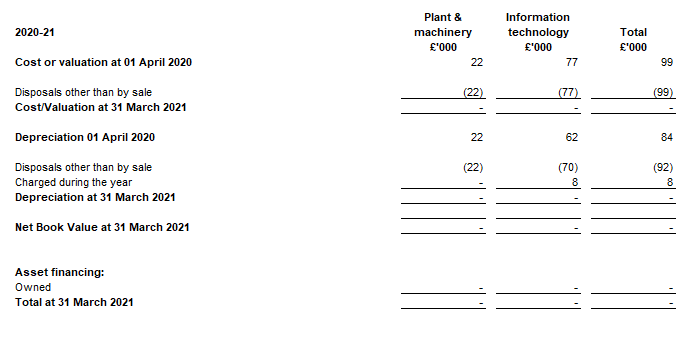 Plant & Information
2020-21 machinery technology Total
£'000 £'000 £'000
Cost or valuation at 01 April 2020 22 77 99
Disposals other than by sale (22) (77) (99)
Cost/Valuation at 31 March 2021 - - -
Depreciation 01 April 2020 22 62 84
Disposals other than by sale (22) (70) (92)
Charged during the year - 8 8
Depreciation at 31 March 2021 - - -
Net Book Value at 31 March 2021 - - -
Asset financing:
Owned - - -
Total at 31 March 2021 - - -